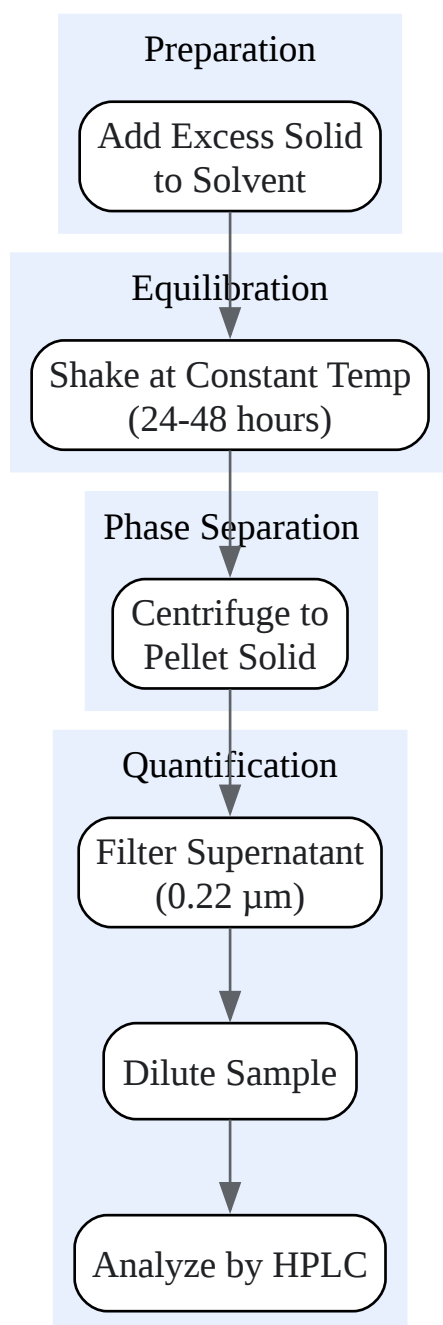 Preparation
Add Excess Solid
to Solvent
Equilibration
Shake at Constant Temp
(24-48 hours)
Phase Separation
Centrifuge to
Pellet Solid
Quantification
Filter Supernatant
(0.22 µm)
Dilute Sample
Analyze by HPLC